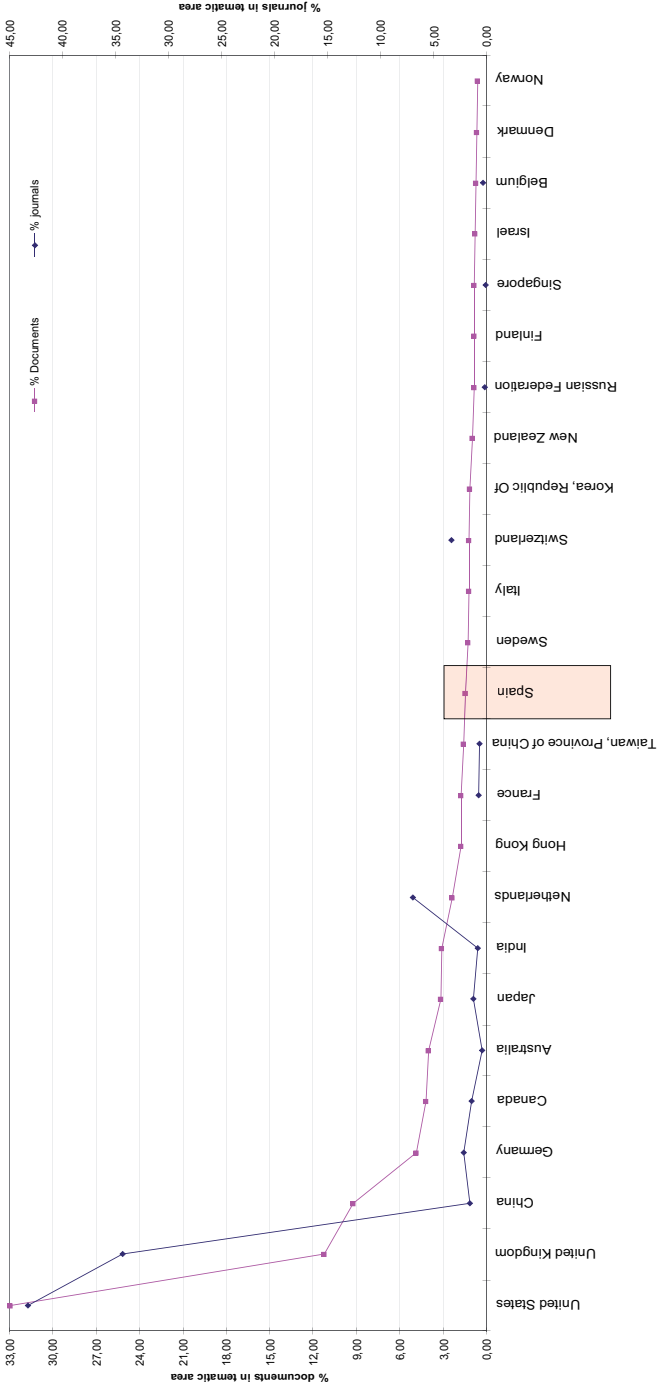 % journals in tematic area
45,00
40,00
35,00
30,00
25,00
20,00
15,00
10,00
5,00
0,00
% Documents
% journals
Norway
Denmark
Belgium
Israel
Singapore
Finland
Russian Federation
New Zealand
Korea, Republic Of
Switzerland
Italy
Sweden
Spain
Taiwan, Province of China
France
Hong Kong
Netherlands
India
Japan
Australia
Canada
Germany
China
United Kingdom
United States
33,00
30,00
27,00
24,00
21,00
18,00
15,00
12,00
9,00
6,00
3,00
0,00
% documents in tematic area